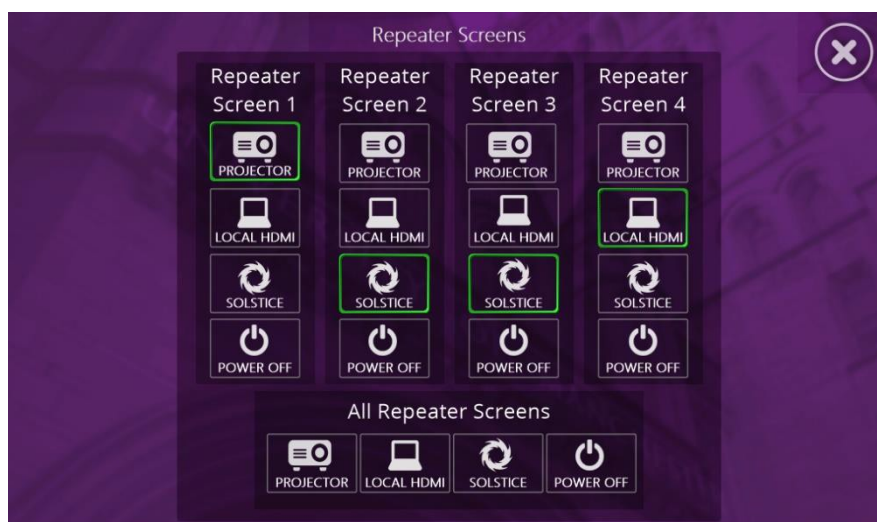 Repeater Screens
Repeater Screen 1
Repeater Screen 2
Repeater Screen 3
Repeater Screen 4
PROJECTOR
PROJECTOR
PROJECTOR
PROJECTOR
LOCAL HDMI
LOCAL HDMI
LOCAL HDMI
LOCAL HDMI
SOLSTICE
SOLSTICE
SOLSTICE
SOLSTICE
POWER OFF
POWER OFF
POWER OFF
POWER OFF
All Repeater Screens
PROJECTOR
LOCAL HDMI
SOLSTICE
POWER OFF